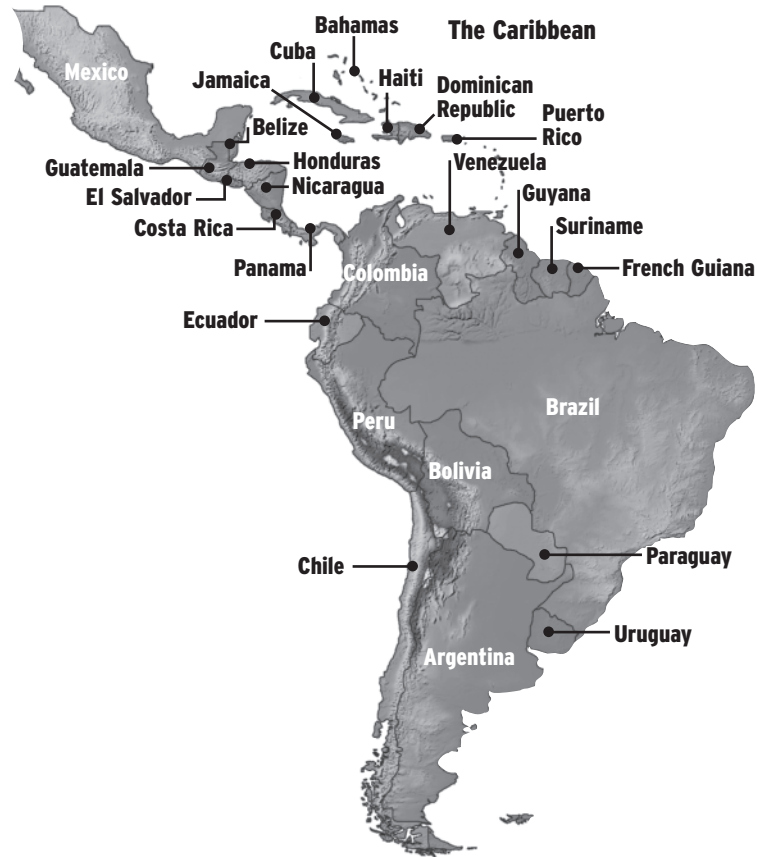 Bahamas
The Caribbean
Cuba
Mexico
Jamaica
Haiti
Dominican
Republic
Puerto
Rico
Belize
Guatemala
Honduras
Venezuela
El Salvador
Nicaragua
Guyana
Costa Rica
Suriname
Panama
Colombia
French Guiana
Ecuador
Brazil
Peru
Bolivia
Paraguay
Chile
Uruguay
Argentina